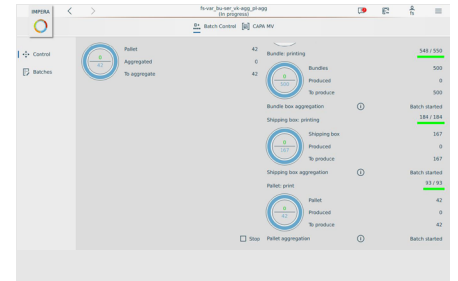 IMPERA
fs-var_bu-ser_vk-agg_pl-agg
(In progress)
Batch Control
CAPA MV
Control
Batches
0
42
Pallet 42
Aggregated 0
To aggregate 42
Stop
Bundle: printing 549 / 550
0
500
Bundles 500
Produced 0
To produce 500
Bundle box aggregation Batch started
Shipping box: printing 184 / 184
0
167
Shipping box 167
Produced 0
To produce 167
Shipping box aggregation Batch started
Pallet: print 93 / 93
0
42
Pallet 42
Produced 0
To produce 42
Pallet aggregation Batch started